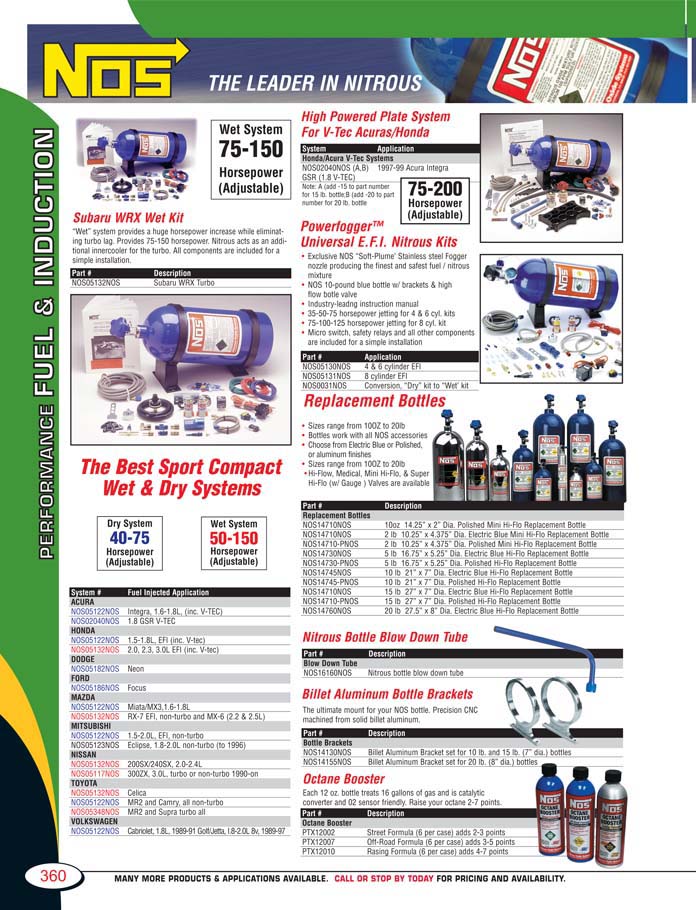 NOS
THE LEADER IN NITROUS
PERFORMANCE FUEL & INDUCTION
Wet System
75-150
Horsepower
(Adjustable)
Subaru WRX Wet Kit
“Wet” system provides a huge horsepower increase while eliminat-
ing turbo lag. Provides 75-150 horsepower. Nitrous acts as an addi-
tional innercooler for the turbo. All components are included for a
simple installation.
Part # Description
NOS05132NOS Subaru WRX Turbo
The Best Sport Compact
Wet & Dry Systems
Dry System
40-75
Horsepower
(Adjustable)
Wet System
50-150
Horsepower
(Adjustable)
System # Fuel Injected Application
ACURA
NOS05122NOS Integra, 1.6-1.8L, (inc. V-TEC)
NOS02040NOS 1.8 GSR V-TEC
HONDA
NOS05122NOS 1.5-1.8L, EFI (inc. V-tec)
NOS05132NOS 2.0, 2.3, 3.0L EFI (inc. V-tec)
DODGE
NOS05182NOS Neon
FORD
NOS05186NOS Focus
MAZDA
NOS05122NOS Miata/MX3,1.6-1.8L
NOS05132NOS RX-7 EFI, non-turbo and MX-6 (2.2 & 2.5L)
MITSUBISHI
NOS05122NOS 1.5-2.0L, EFI, non-turbo
NOS05123NOS Eclipse, 1.8-2.0L non-turbo (to 1996)
NISSAN
NOS05132NOS 200SX/240SX, 2.0-2.4L
NOS05117NOS 300ZX, 3.0L, turbo or non-turbo 1990-on
TOYOTA
NOS05132NOS Celica
NOS05122NOS MR2 and Camry, all non-turbo
NOS05348NOS MR2 and Supra turbo all
VOLKSWAGEN
NOS05122NOS Cabriolet, 1.8L, 1989-91 Golf/Jetta, I.8-2.0L 8v, 1989-97
High Powered Plate System
For V-Tec Acuras/Honda
System Application
Honda/Acura V-Tec Systems
NOS02040NOS (A,B) 1997-99 Acura Integra
GSR (1.8 V-TEC)
Note: A (add -15 to part number
for 15 lb. bottle;B (add -20 to part
number for 20 lb. bottle
75-200
Horsepower
(Adjustable)
Powerfogger™
Universal E.F.I. Nitrous Kits
• Exclusive NOS “Soft-Plume’ Stainless steel Fogger
nozzle producing the finest and safest fuel / nitrous
mixture
• NOS 10-pound blue bottle w/ brackets & high
flow botle valve
• Industry-leading instruction manual
• 35-50-75 horsepower jetting for 4 & 6 cyl. kits
• 75-100-125 horsepower jetting for 8 cyl. kit
• Micro switch, safety relays and all other components
are included for a simple installation
Part # Application
NOS05130NOS 4 & 6 cylinder EFI
NOS05131NOS 8 cylinder EFI
NOS0031NOS Conversion, “Dry” kit to “Wet’ kit
Replacement Bottles
• Sizes range from 10OZ to 20lb
• Bottles work with all NOS accessories
• Choose from Electric Blue or Polished,
or aluminum finishes
• Sizes range from 10OZ to 20lb
• Hi-Flow, Medical, Mini Hi-Flo, & Super
Hi-Flo (w/ Gauge ) Valves are available
Part # Description
Replacement Bottles
NOS14710NOS 10oz 14.25” x 2” Dia. Polished Mini Hi-Flo Replacement Bottle
NOS14710NOS 2 lb 10.25” x 4.375” Dia. Electric Blue Mini Hi-Flo Replacement Bottle
NOS14710-PNOS 2 lb 10.25” x 4.375” Dia. Polished Mini Hi-Flo Replacement Bottle
NOS14730NOS 5 lb 16.75” x 5.25” Dia. Electric Blue Hi-Flo Replacement Bottle
NOS14730-PNOS 5 lb 16.75” x 5.25” Dia. Polished Hi-Flo Replacement Bottle
NOS14745NOS 10 lb 21” x 7” Dia. Electric Blue Hi-Flo Replacement Bottle
NOS14745-PNOS 10 lb 21” x 7” Dia. Polished Hi-Flo Replacement Bottle
NOS14710NOS 15 lb 27” x 7” Dia. Electric Blue Hi-Flo Replacement Bottle
NOS14710-PNOS 15 lb 27” x 7” Dia. Polished Hi-Flo Replacement Bottle
NOS14760NOS 20 lb 27.5” x 8” Dia. Electric Blue Hi-Flo Replacement Bottle
Nitrous Bottle Blow Down Tube
Part # Description
Blow Down Tube
NOS16160NOS Nitrous bottle blow down tube
Billet Aluminum Bottle Brackets
The ultimate mount for your NOS bottle. Precision CNC
machined from solid billet aluminum.
Part # Description
Bottle Brackets
NOS14130NOS Billet Aluminum Bracket set for 10 lb. and 15 lb. (7” dia.) bottles
NOS14155NOS Billet Aluminum Bracket set for 20 lb. (8” dia.) bottles
Octane Booster
Each 12 oz. bottle treats 16 gallons of gas and is catalytic
converter and 02 sensor friendly. Raise your octane 2-7 points.
Part # Description
Octane Booster
PTX12002 Street Formula (6 per case) adds 2-3 points
PTX12007 Off-Road Formula (6 per case) adds 3-5 points
PTX12010 Rasing Formula (6 per case) adds 4-7 points
NOS OCTANE BOOSTER
NOS OCTANE BOOSTER
NOS OCTANE BOOSTER
360
MANY MORE PRODUCTS & APPLICATIONS AVAILABLE. CALL OR STOP BY TODAY FOR PRICING AND AVAILABILITY.